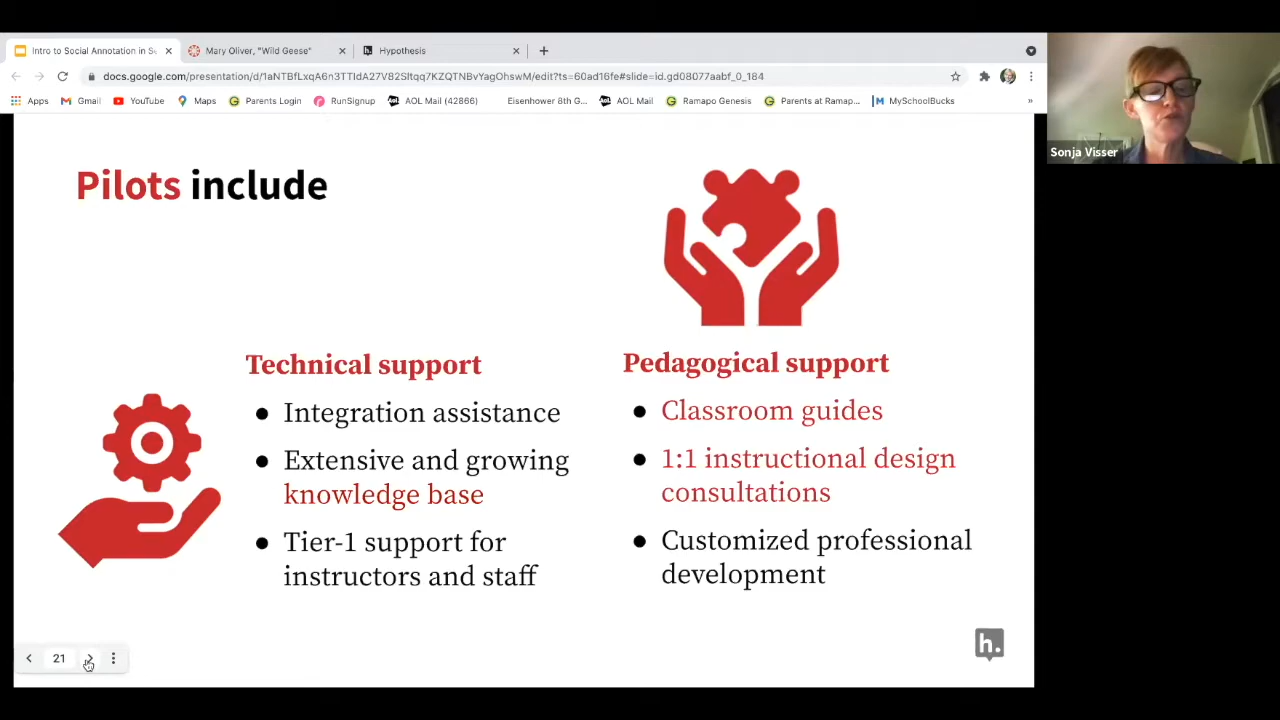 Intro to Social Annotation in Se
Mary Oliver, "Wild Geese"
h Hypothesis
docs.google.com/presentation/d/1aNTBfLxqA6n3TTIdA27V82Sltqq7KZQTNBvYagOhswM/edit?ts=60ad16fe#slide=id.gd08077aabf_0_184
Apps Gmail YouTube Maps Parents Login RunSignup AOL Mail (42866) Eisenhower 8th G... AOL Mail Ramapo Genesis Parents at Ramap... MySchoolBucks »
Sonja Visser
Pilots include
Technical support
● Integration assistance
● Extensive and growing
knowledge base
● Tier-1 support for
instructors and staff
Pedagogical support
● Classroom guides
● 1:1 instructional design
consultations
● Customized professional
development
21
h.